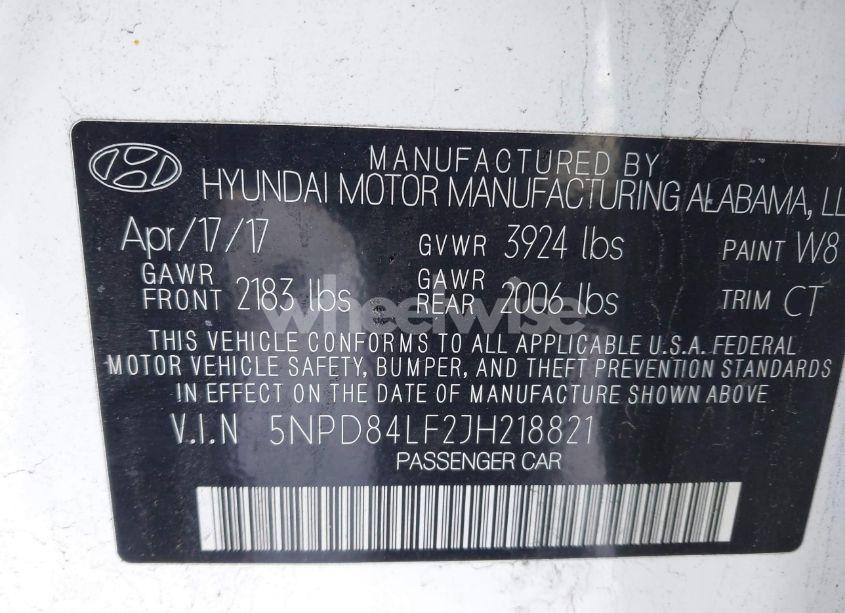 MANUFACTURED BY
HYUNDAI MOTOR MANUFACTURING ALABAMA, LL
Apr/17/17 GVWR 3924 lbs PAINT W8
GAWR FRONT 2183 lbs GAWR REAR 2006 lbs TRIM CT
wheelwise
THIS VEHICLE CONFORMS TO ALL APPLICABLE U.S.A. FEDERAL
MOTOR VEHICLE SAFETY, BUMPER, AND THEFT PREVENTION STANDARDS
IN EFFECT ON THE DATE OF MANUFACTURE SHOWN ABOVE
V.I.N 5NPD84LF2JH218821
PASSENGER CAR